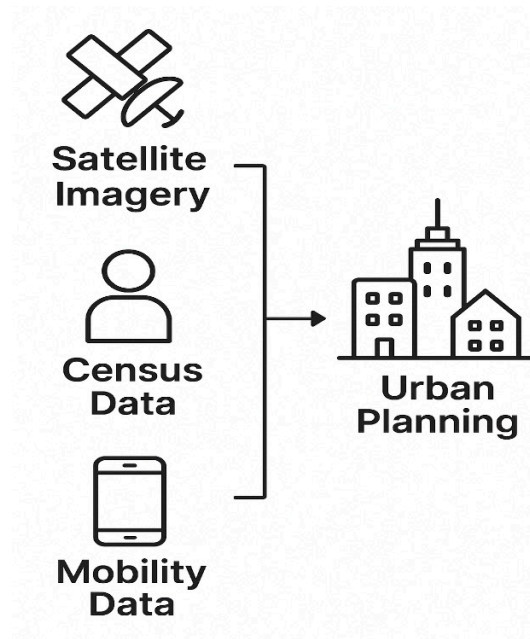 Satellite
Imagery
Census
Data
Mobility
Data
Urban
Planning